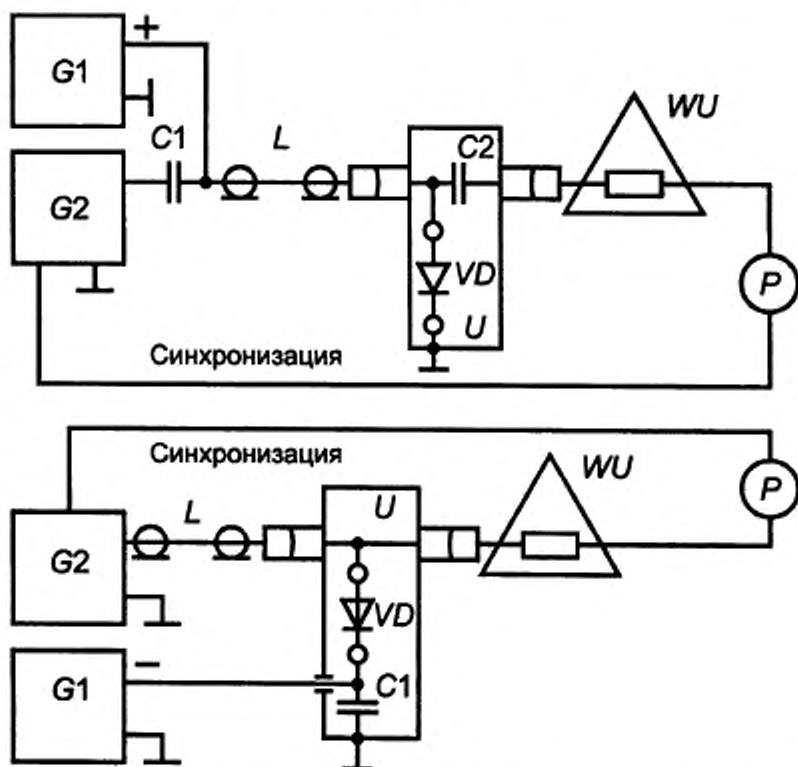 G1
+
C1
L
C2
WU
G2
VD
P
U
Синхронизация
Синхронизация
WU
P
L
U
G2
VD
−
G1
C1